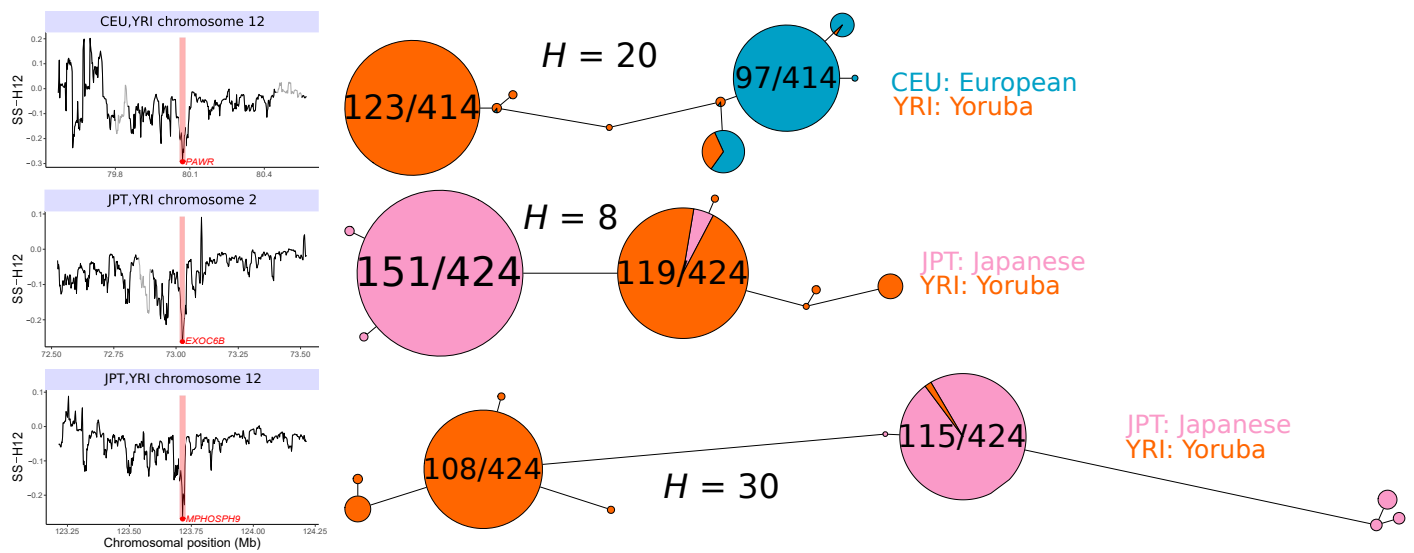 CEU,YRI chromosome 12
SS−H12
0.2
0.1
0.0
−0.1
−0.2
−0.3
PAWR
79.8
80.1
80.4
123/414
H = 20
97/414
CEU: European
YRI: Yoruba
JPT,YRI chromosome 2
SS−H12
0.1
0.0
−0.1
−0.2
EXOC6B
72.50
72.75
73.00
73.25
73.50
151/424
H = 8
119/424
JPT: Japanese
YRI: Yoruba
JPT,YRI chromosome 12
SS−H12
0.1
0.0
−0.1
−0.2
MPHOSPH9
123.25
123.50
123.75
124.00
124.25
Chromosomal position (Mb)
108/424
H = 30
115/424
JPT: Japanese
YRI: Yoruba